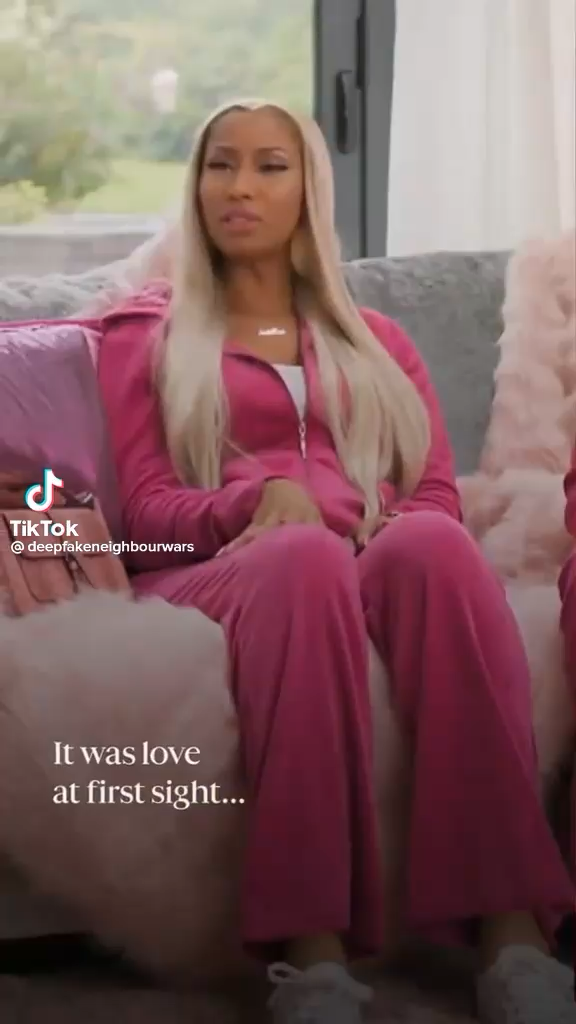 TikTok
@deepfakeneighbourwars
It was love
at first sight...